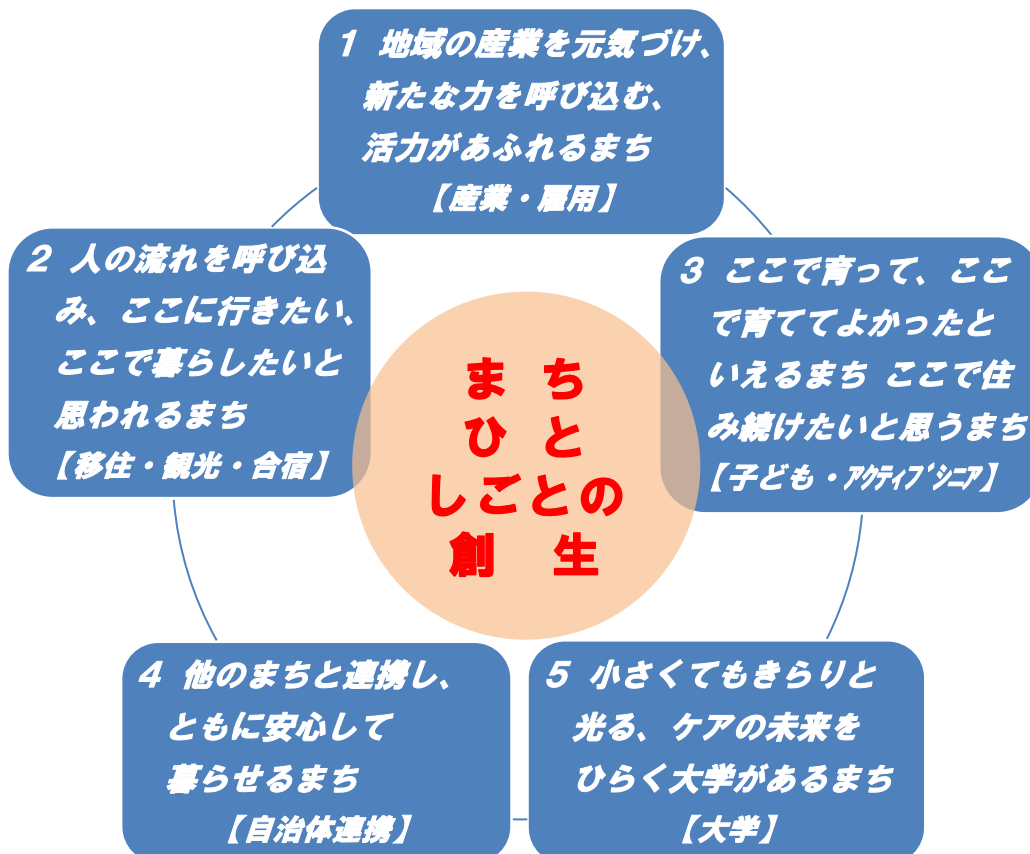 1 地域の産業を元気づけ、
新たな力を呼び込む、
活力があふれるまち
【産業・雇用】
2 人の流れを呼び込
み、ここに行きたい、
ここで暮らしたいと
思われるまち
【移住・観光・合宿】
3 ここで育って、ここ
で育ててよかったと
いえるまち ここで住
み続けたいと思うまち
【子ども・アクティブシニア】
まち
ひと
しごとの
創生
4 他のまちと連携し、
ともに安心して
暮らせるまち
【自治体連携】
5 小さくてもきらりと
光る、ケアの未来を
ひらく大学があるまち
【大学】